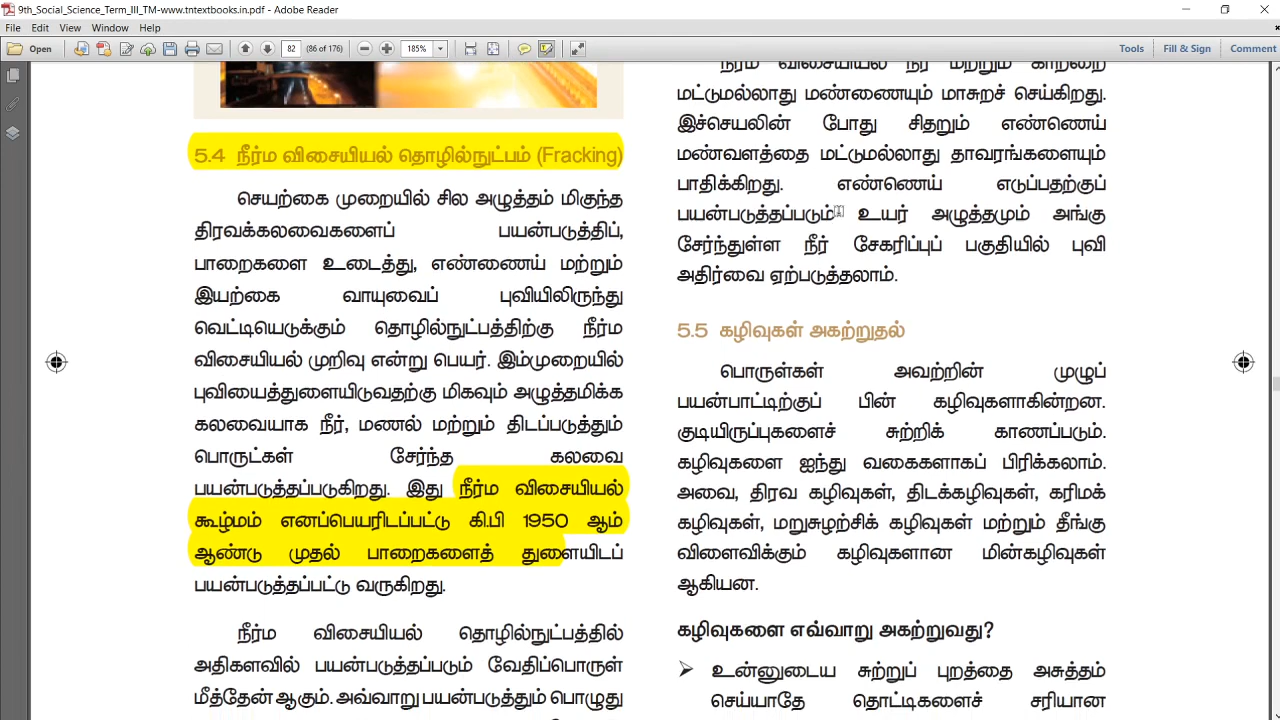 9th_Social_Science_Term_III_TM-www.tntextbooks.in.pdf - Adobe Reader
File Edit View Window Help
Open 82 (86 of 176) 185% Tools Fill & Sign Comment
5.4 நீர்ம விசையியல் தொழில்நுட்பம் (Fracking)
செயற்கை முறையில் சில அழுத்தம் மிகுந்த
திரவக்கலவைகளைப் பயன்படுத்திப்,
பாறைகளை உடைத்து, எண்ணைய் மற்றும்
இயற்கை வாயுவைப் புவியிலிருந்து
வெட்டியெடுக்கும் தொழில்நுட்பத்திற்கு நீர்ம
விசையியல் முறிவு என்று பெயர். இம்முறையில்
புவியைத்துளையிடுவதற்கு மிகவும் அழுத்தமிக்க
கலவையாக நீர், மணல் மற்றும் திடப்படுத்தும்
பொருட்கள் சேர்ந்த கலவை
பயன்படுத்தப்படுகிறது. இது நீர்ம விசையியல்
கூழ்மம் எனப்பெயரிடப்பட்டு கி.பி 1950 ஆம்
ஆண்டு முதல் பாறைகளைத் துளையிடப்
பயன்படுத்தப்பட்டு வருகிறது.
நீர்ம விசையியல் தொழில்நுட்பத்தில்
அதிகளவில் பயன்படுத்தப்படும் வேதிப்பொருள்
மீத்தேன் ஆகும். அவ்வாறு பயன்படுத்தும் பொழுது
நீர்ம விசையியல் நீர் மற்றும் காற்றை
மட்டுமல்லாது மண்ணையும் மாசுறச் செய்கிறது.
இச்செயலின் போது சிதறும் எண்ணெய்
மண்வளத்தை மட்டுமல்லாது தாவரங்களையும்
பாதிக்கிறது. எண்ணெய் எடுப்பதற்குப்
பயன்படுத்தப்படும் உயர் அழுத்தமும் அங்கு
சேர்ந்துள்ள நீர் சேகரிப்புப் பகுதியில் புவி
அதிர்வை ஏற்படுத்தலாம்.
5.5 கழிவுகள் அகற்றுதல்
பொருள்கள் அவற்றின் முழுப்
பயன்பாட்டிற்குப் பின் கழிவுகளாகின்றன.
குடியிருப்புகளைச் சுற்றிக் காணப்படும்.
கழிவுகளை ஐந்து வகைகளாகப் பிரிக்கலாம்.
அவை, திரவ கழிவுகள், திடக்கழிவுகள், கரிமக்
கழிவுகள், மறுசுழற்சிக் கழிவுகள் மற்றும் தீங்கு
விளைவிக்கும் கழிவுகளான மின்கழிவுகள்
ஆகியன.
கழிவுகளை எவ்வாறு அகற்றுவது?
➢ உன்னுடைய சுற்றுப் புறத்தை அசுத்தம்
செய்யாதே தொட்டிகளைச் சரியான